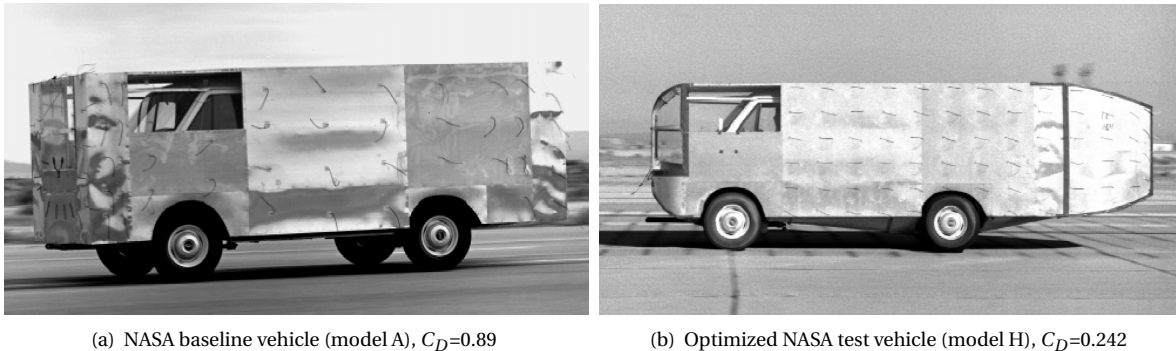 (a) NASA baseline vehicle (model A), C_D=0.89
(b) Optimized NASA test vehicle (model H), C_D=0.242